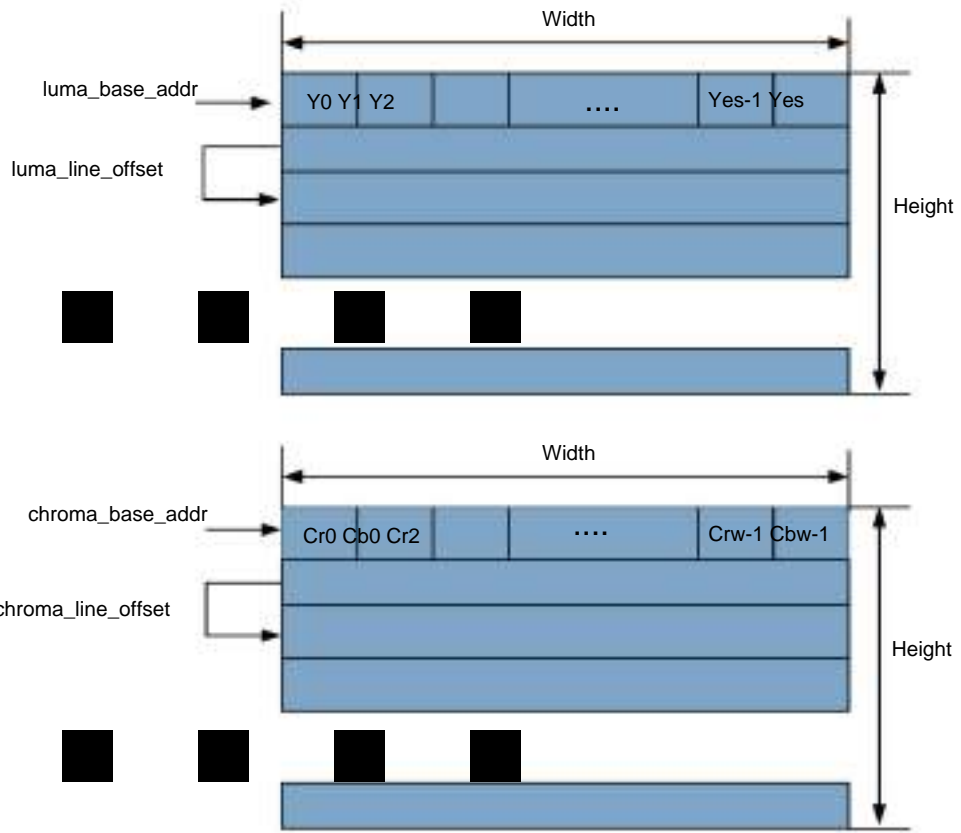 Width
luma_base_addr
Y0 Y1 Y2 .... Yes-1 Yes
luma_line_offset
Height
Width
chroma_base_addr
Cr0 Cb0 Cr2 .... Crw-1 Cbw-1
chroma_line_offset
Height